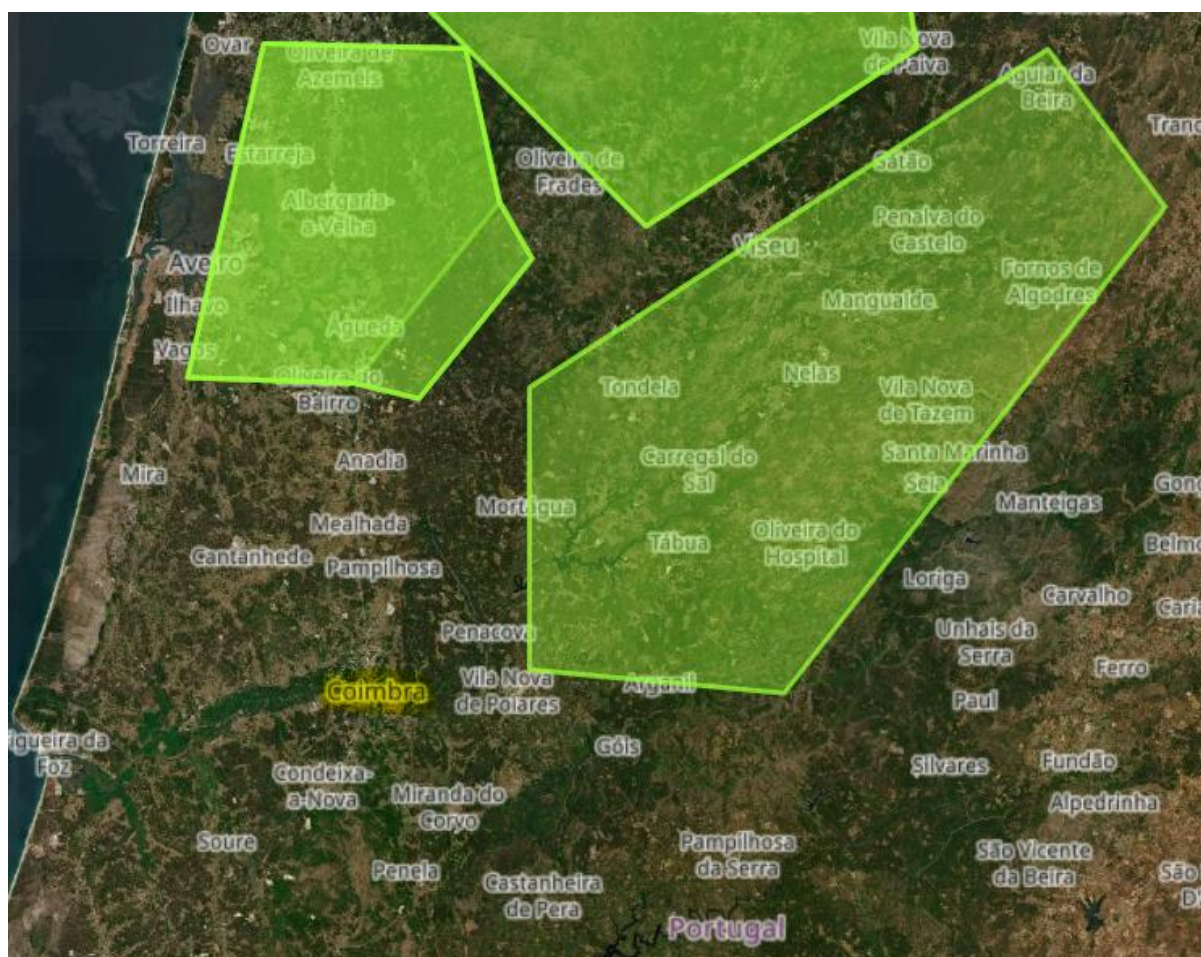 Ovar
Oliveira de
Azeméis
Vila Nova
de Paiva
Aguiar da
Beira
Torreira
Estarreja
Oliveira de
Frades
Sátão
Albergaria-
a-Velha
Penalva do
Castelo
Viseu
Aveiro
Fornos de
Algodres
Ílhavo
Mangualde
Águeda
Vagos
Oliveira do
Bairro
Tondela
Nelas
Vila Nova
de Tazem
Anadia
Mira
Carregal do
Sal
Santa Marinha
Seia
Mortágua
Manteigas
Mealhada
Cantanhede
Pampilhosa
Tábua
Oliveira do
Hospital
Loriga
Carvalho
Penacova
Unhais da
Serra
Ferro
Coimbra
Vila Nova
de Poiares
Arganil
Paul
igueira da
Foz
Góis
Silvares
Fundão
Condeixa-
a-Nova
Miranda do
Corvo
Alpedrinha
Soure
Pampilhosa
da Serra
São Vicente
da Beira
Penela
Castanheira
de Pera
São
D
Portugal